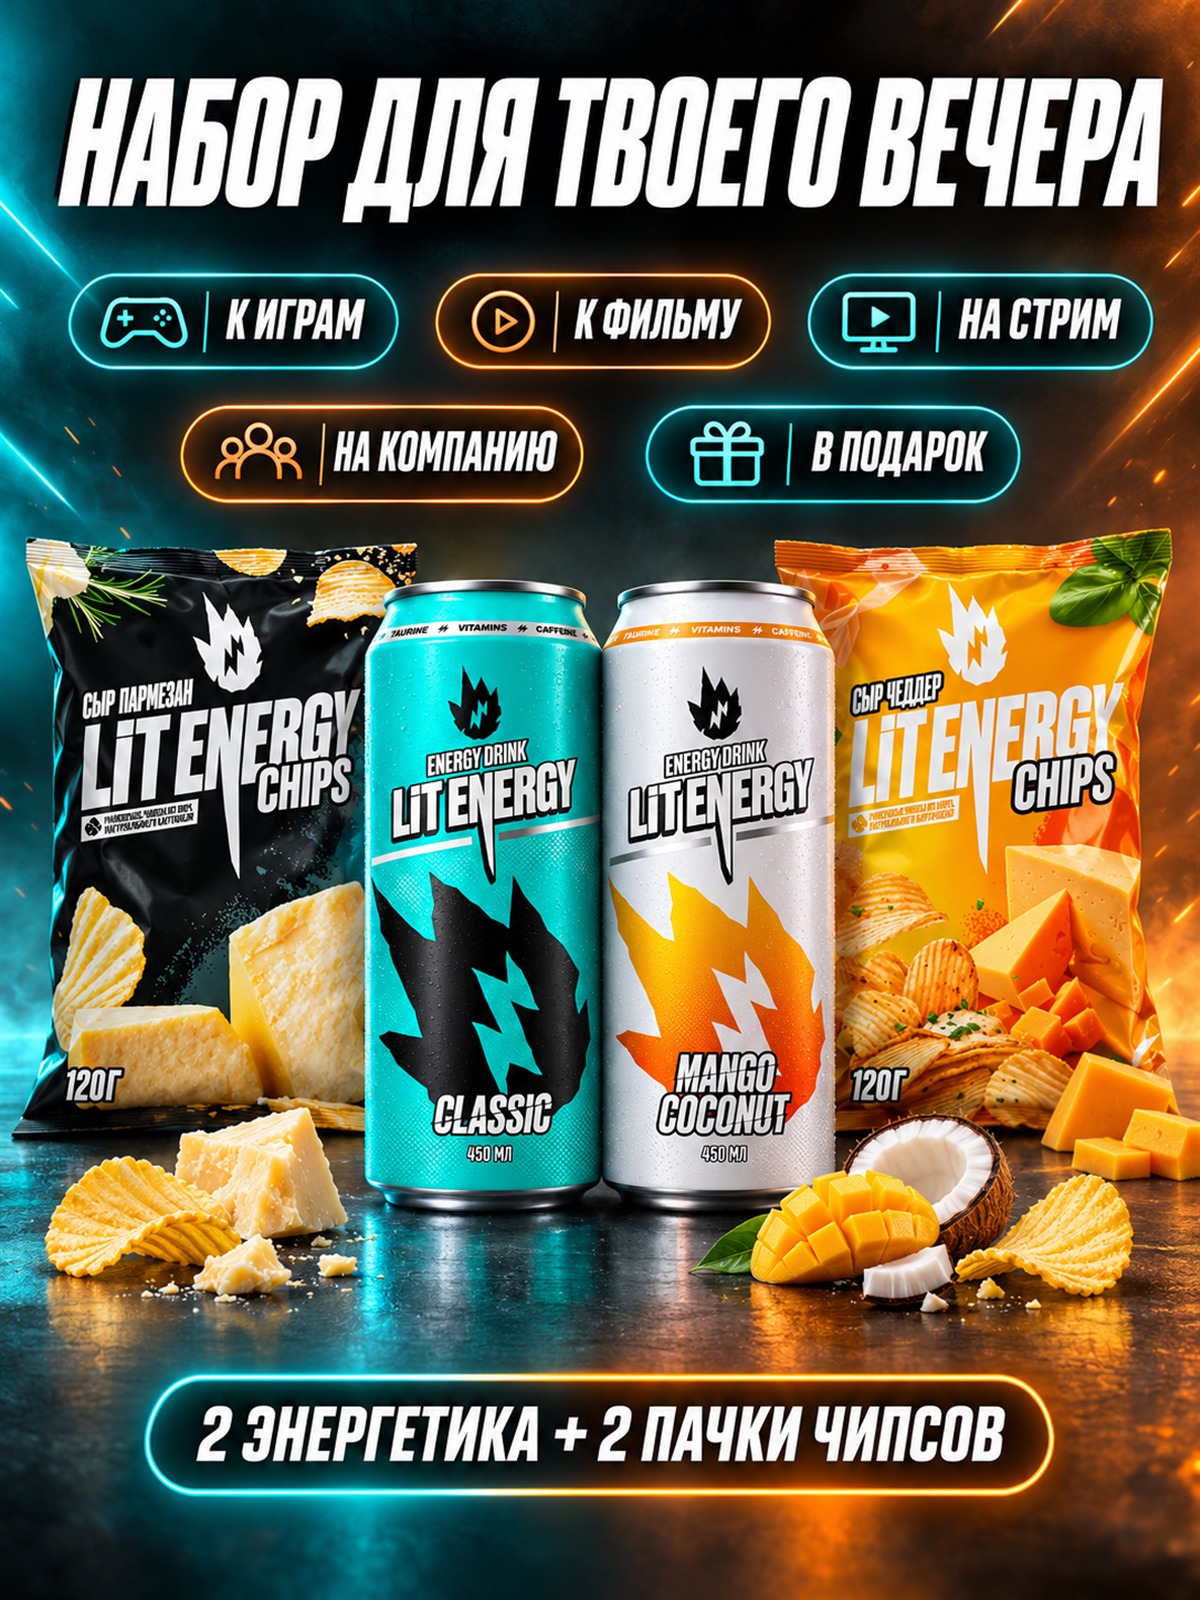 НАБОР ДЛЯ ТВОЕГО ВЕЧЕРА
К ИГРАМ
К ФИЛЬМУ
НА СТРИМ
НА КОМПАНИЮ
В ПОДАРОК
СЫР ПАРМЕЗАН
LIT ENERGY
CHIPS
120Г
TAURINE VITAMINS CAFFEINE
ENERGY DRINK
LIT ENERGY
CLASSIC
450 МЛ
TAURINE VITAMINS CAFFEINE
ENERGY DRINK
LIT ENERGY
MANGO
COCONUT
450 МЛ
СЫР ЧЕДДЕР
LIT ENERGY
CHIPS
120Г
2 ЭНЕРГЕТИКА + 2 ПАЧКИ ЧИПСОВ